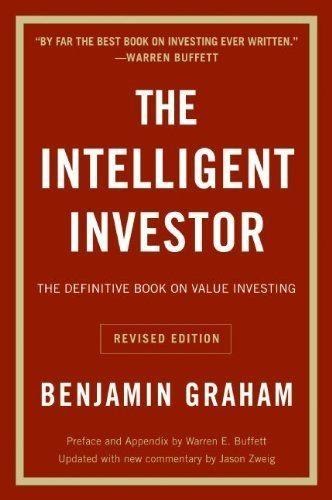 "BY FAR THE BEST BOOK ON INVESTING EVER WRITTEN."
—WARREN BUFFETT
THE
INTELLIGENT
INVESTOR
THE DEFINITIVE BOOK ON VALUE INVESTING
REVISED EDITION
BENJAMIN GRAHAM
Preface and Appendix by Warren E. Buffett
Updated with new commentary by Jason Zweig